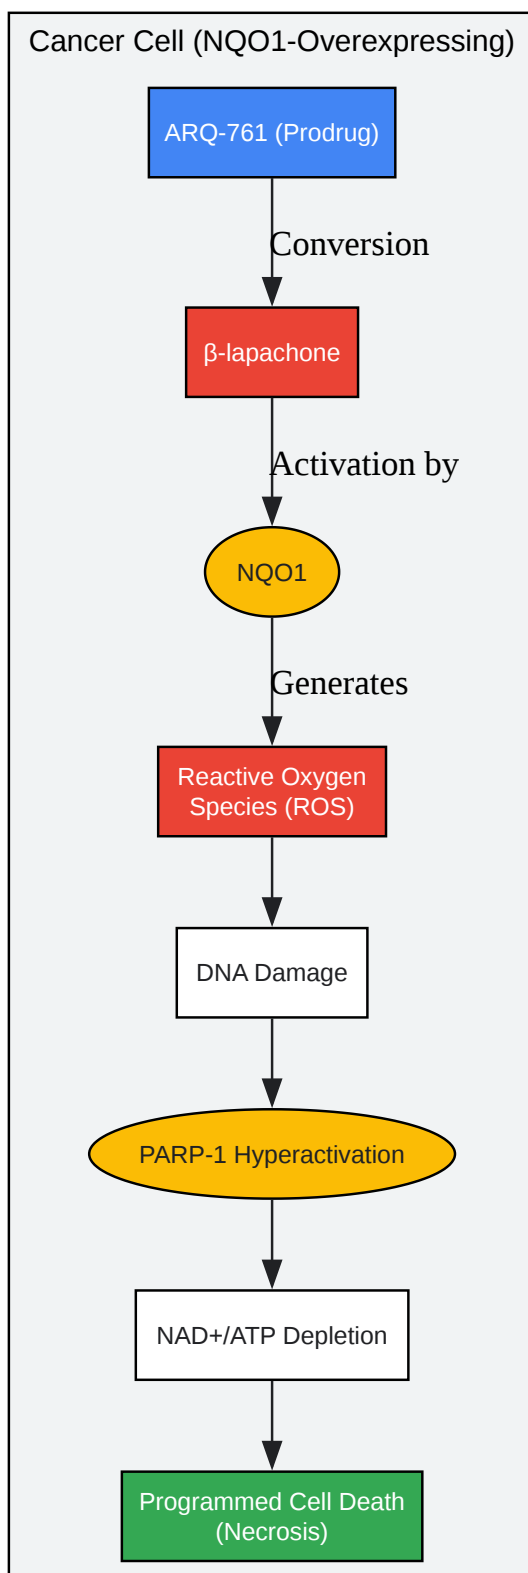 Cancer Cell (NQO1-Overexpressing)
ARQ-761 (Prodrug)
Conversion
β-lapachone
Activation by
NQO1
Generates
Reactive Oxygen
Species (ROS)
DNA Damage
PARP-1 Hyperactivation
NAD+/ATP Depletion
Programmed Cell Death
(Necrosis)